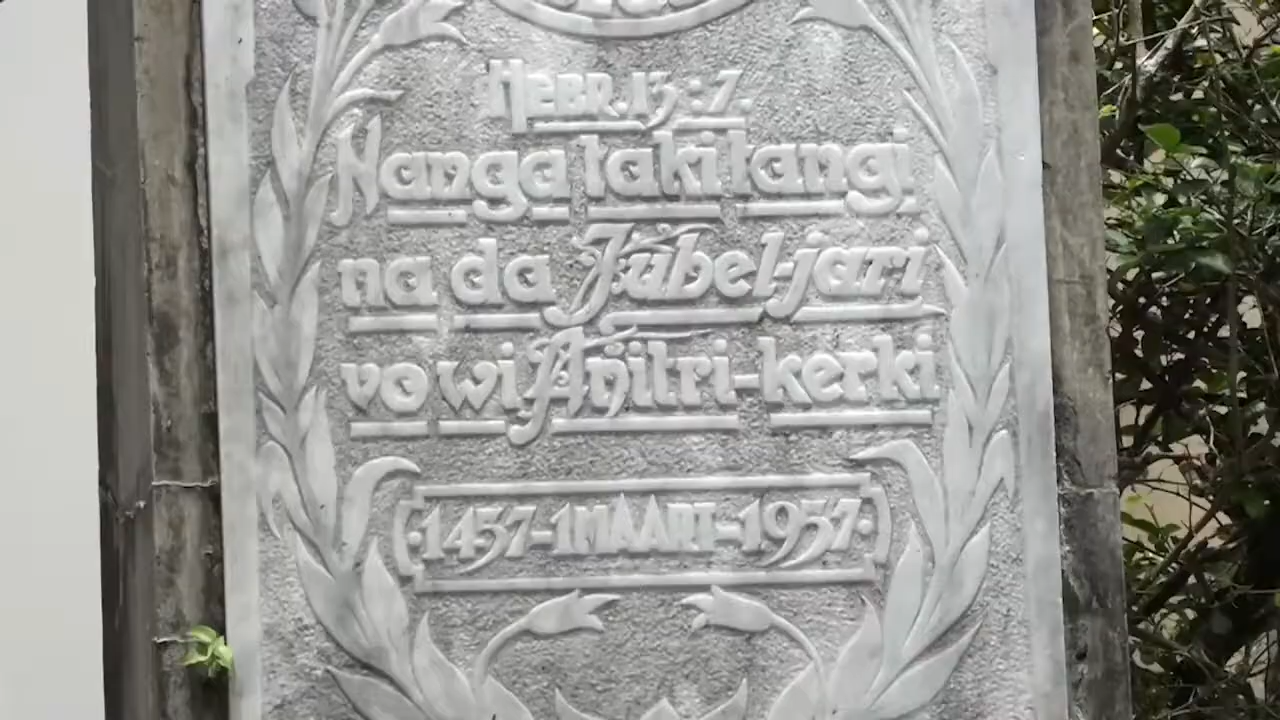 HEBR. 13:7.
Nanga taki tangi
na da Jubel-jari
vo wi Anitri-kerki
·1457-1 MAART-1957·